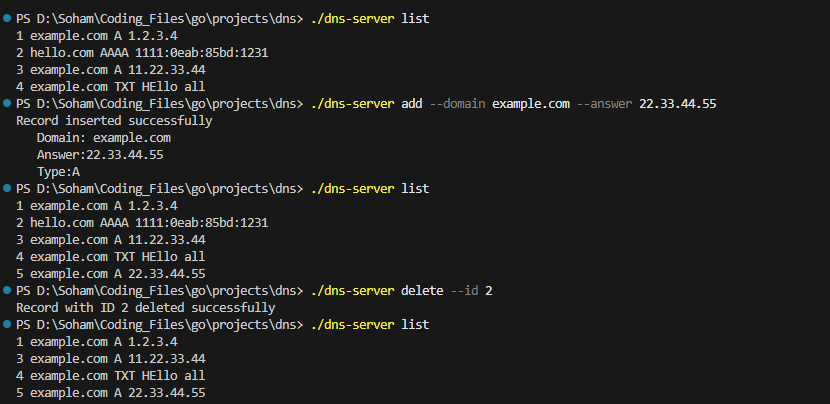 PS D:\Soham\Coding_Files\go\projects\dns> ./dns-server list
1 example.com A 1.2.3.4
2 hello.com AAAA 1111:0eab:85bd:1231
3 example.com A 11.22.33.44
4 example.com TXT HEllo all
PS D:\Soham\Coding_Files\go\projects\dns> ./dns-server add --domain example.com --answer 22.33.44.55
Record inserted successfully
Domain: example.com
Answer:22.33.44.55
Type:A
PS D:\Soham\Coding_Files\go\projects\dns> ./dns-server list
1 example.com A 1.2.3.4
2 hello.com AAAA 1111:0eab:85bd:1231
3 example.com A 11.22.33.44
4 example.com TXT HEllo all
5 example.com A 22.33.44.55
PS D:\Soham\Coding_Files\go\projects\dns> ./dns-server delete --id 2
Record with ID 2 deleted successfully
PS D:\Soham\Coding_Files\go\projects\dns> ./dns-server list
1 example.com A 1.2.3.4
3 example.com A 11.22.33.44
4 example.com TXT HEllo all
5 example.com A 22.33.44.55